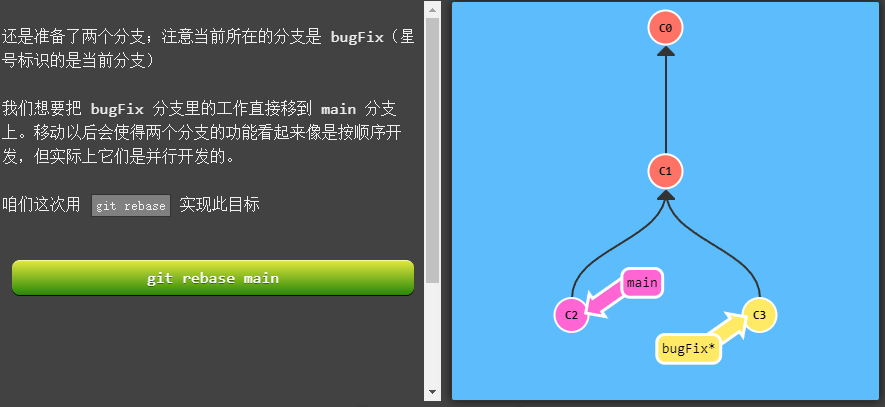 还是准备了两个分支；注意当前所在的分支是 bugFix（星
号标识的是当前分支）
我们想要把 bugFix 分支里的工作直接移到 main 分支
上。移动以后会使得两个分支的功能看起来像是按顺序开
发，但实际上它们是并行开发的。
咱们这次用 git rebase 实现此目标
git rebase main
C0
C1
main
C2
C3
bugFix*